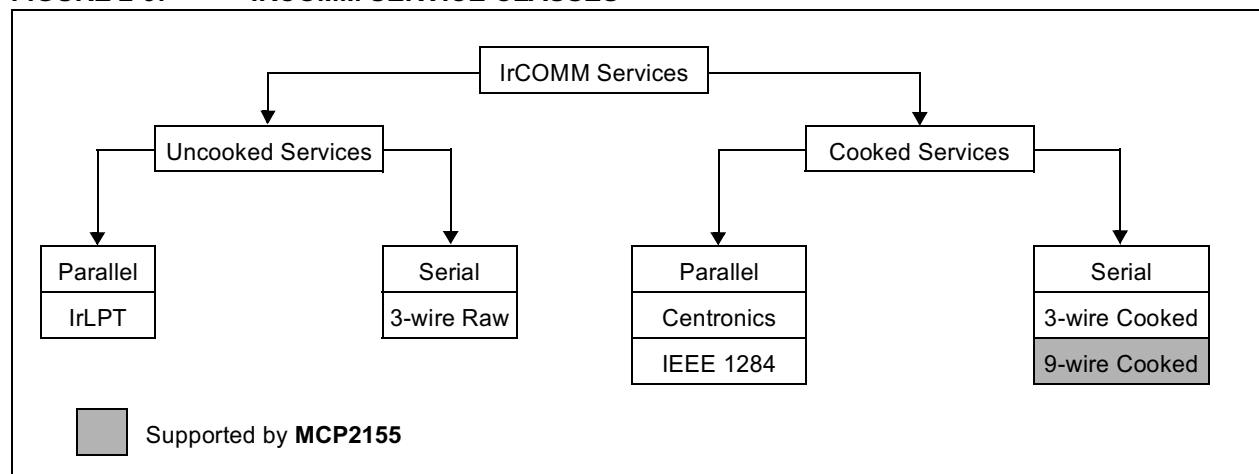 IrCOMM Services
Uncooked Services
Cooked Services
Parallel
IrLPT
Serial
3-wire Raw
Parallel
Centronics
IEEE 1284
Serial
3-wire Cooked
9-wire Cooked
Supported by MCP2155